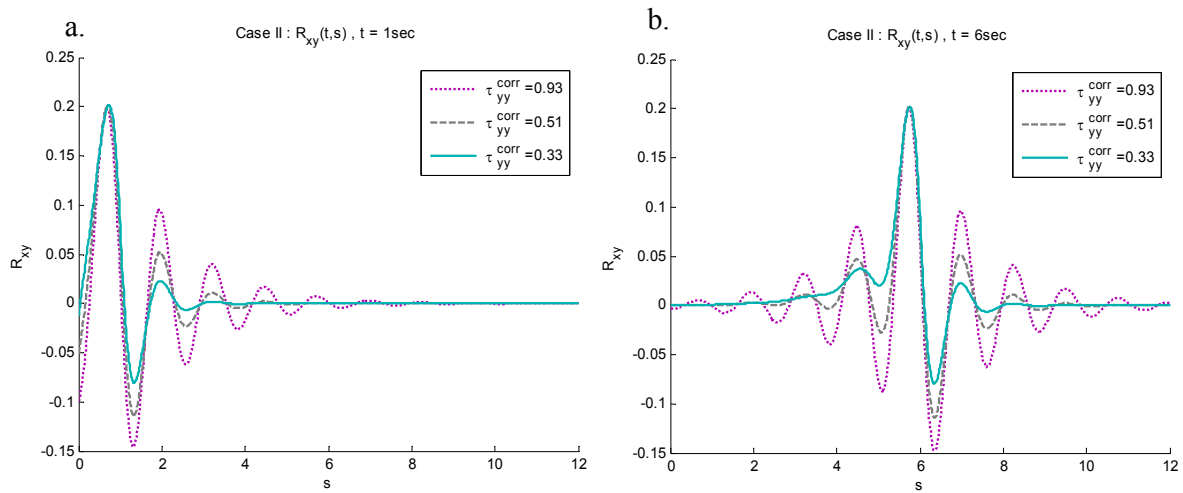 a.
Case II : R_xy(t,s) , t = 1sec
0.25
0.2
0.15
0.1
0.05
0
-0.05
-0.1
-0.15
R_xy
0 2 4 6 8 10 12
s
τ_yy^corr =0.93
τ_yy^corr =0.51
τ_yy^corr =0.33
b.
Case II : R_xy(t,s) , t = 6sec
0.25
0.2
0.15
0.1
0.05
0
-0.05
-0.1
-0.15
R_xy
0 2 4 6 8 10 12
s
τ_yy^corr =0.93
τ_yy^corr =0.51
τ_yy^corr =0.33